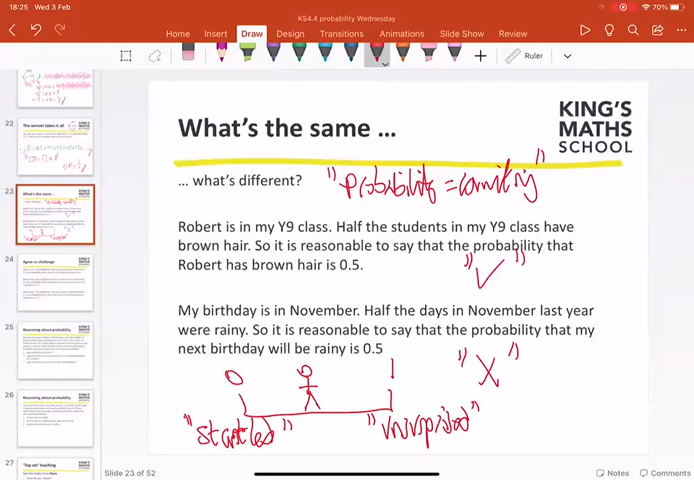 18:25 Wed 3 Feb
70%
KS4.4 probability Wednesday
Home Insert Draw Design Transitions Animations Slide Show Review
Ruler
22
The winner takes it all
23
What's the same ...
24
Agree or challenge
25
Reasoning about probability
26
Reasoning about probability
27
'Top set' teaching
What's the same ...
KING'S
MATHS
SCHOOL
... what's different?
"Probability = counting"
Robert is in my Y9 class. Half the students in my Y9 class have
brown hair. So it is reasonable to say that the probability that
Robert has brown hair is 0.5.
"✓"
My birthday is in November. Half the days in November last year
were rainy. So it is reasonable to say that the probability that my
next birthday will be rainy is 0.5
"X"
0 1
"startled" "unsurprised"
Slide 23 of 52
Notes Comments